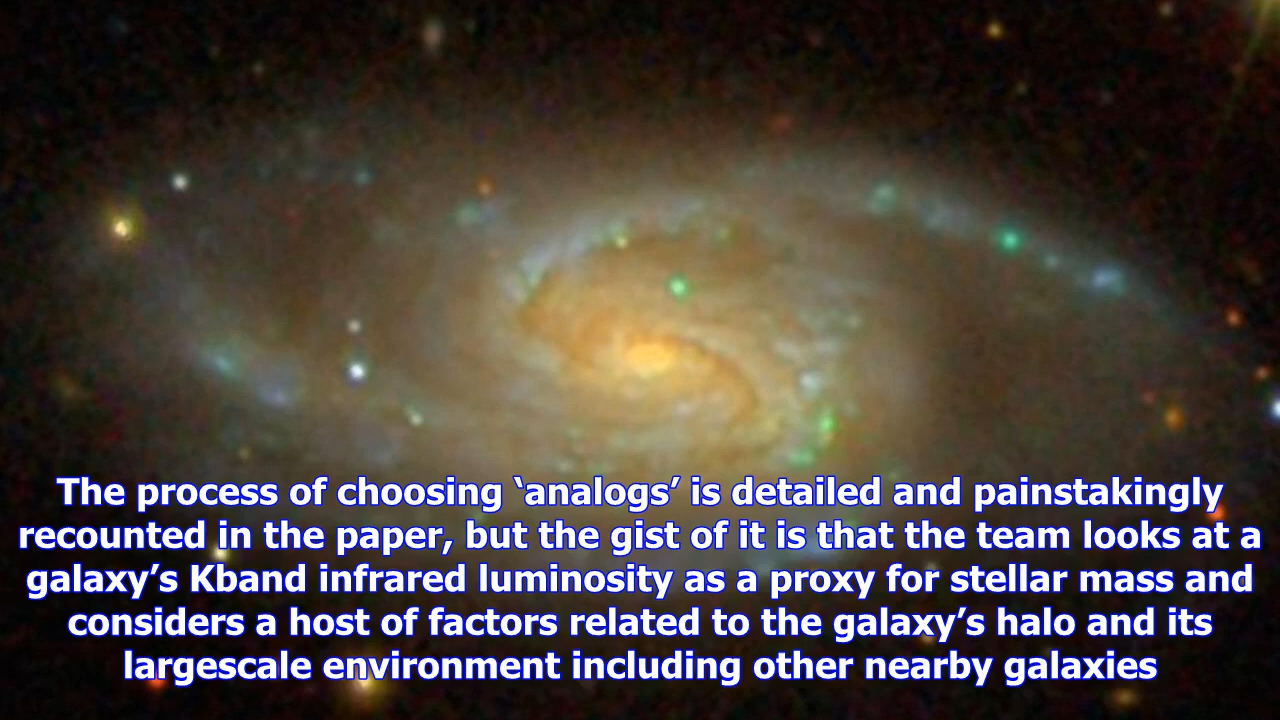 The process of choosing ‘analogs’ is detailed and painstakingly
recounted in the paper, but the gist of it is that the team looks at a
galaxy’s Kband infrared luminosity as a proxy for stellar mass and
considers a host of factors related to the galaxy’s halo and its
largescale environment including other nearby galaxies